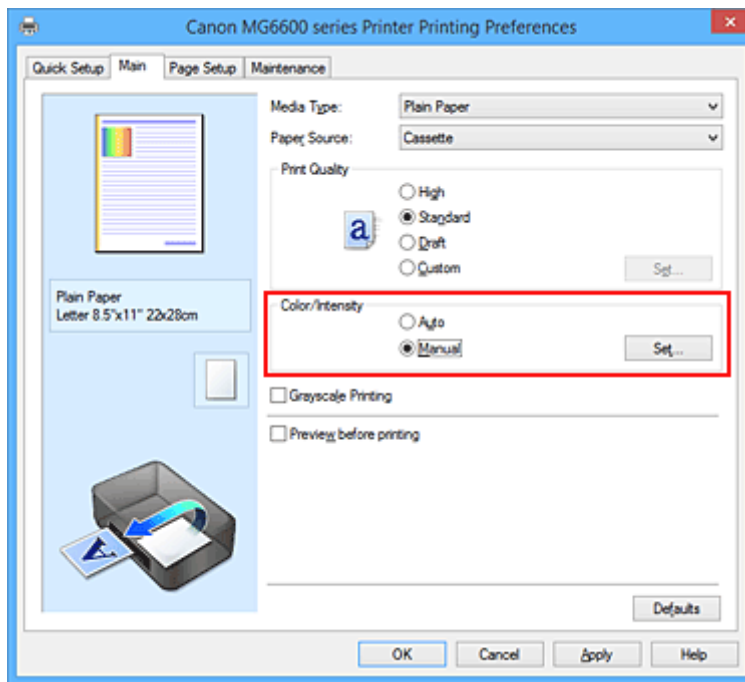 Canon MG6600 series Printer Printing Preferences
Quick Setup Main Page Setup Maintenance
Media Type: Plain Paper
Paper Source: Cassette
Print Quality
High
a Standard
Draft
Custom Set...
Plain Paper
Letter 8.5"x11" 22x28cm
Color/Intensity
Auto
Manual Set...
Grayscale Printing
Preview before printing
A
Defaults
OK Cancel Apply Help